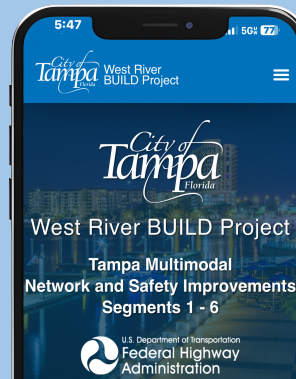 5:47
5G
77
City of
Tampa
Florida
West River
BUILD Project
City of
Tampa
Florida
West River BUILD Project
Tampa Multimodal
Network and Safety Improvements
Segments 1 - 6
U.S. Department of Transportation
Federal Highway
Administration